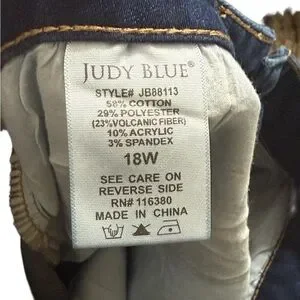 JUDY BLUE®
STYLE# JB88113
58% COTTON
29% POLYESTER
(23%VOLCANIC FIBER)
10% ACRYLIC
3% SPANDEX
18W
SEE CARE ON
REVERSE SIDE
RN# 116380
MADE IN CHINA